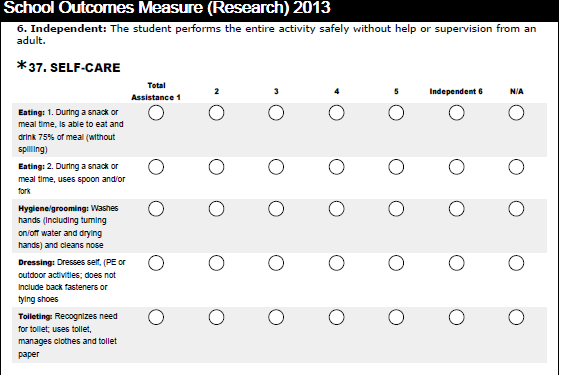 School Outcomes Measure (Research) 2013
6. Independent: The student performs the entire activity safely without help or supervision from an
adult.
*37. SELF-CARE
Total
Assistance 1 2 3 4 5 Independent 6 N/A
Eating: 1. During a snack or
meal time, is able to eat and
drink 75% of meal (without
spilling)
Eating: 2. During a snack or
meal time, uses spoon and/or
fork
Hygiene/grooming: Washes
hands (including turning
on/off water and drying
hands) and cleans nose
Dressing: Dresses self, (PE or
outdoor activities; does not
include back fasteners or
tying shoes
Toileting: Recognizes need
for toilet; uses toilet,
manages clothes and toilet
paper